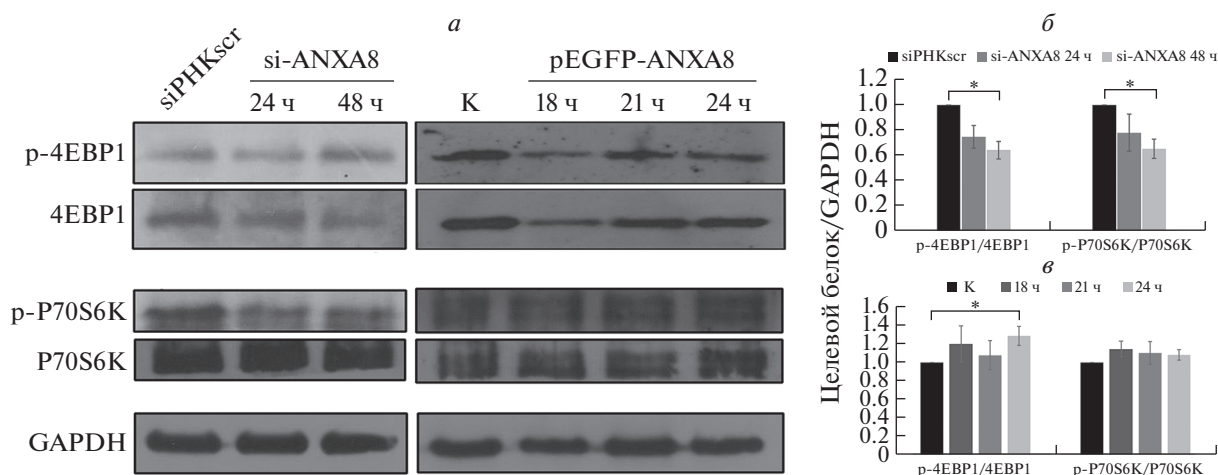 а
siPHKscr
si-ANXA8
24 ч 48 ч
pEGFP-ANXA8
K 18 ч 21 ч 24 ч
p-4EBP1
4EBP1
p-P70S6K
P70S6K
GAPDH
б
siPHKscr si-ANXA8 24 ч si-ANXA8 48 ч
Целевой белок/GAPDH
1.2
1.0
0.8
0.6
0.4
0.2
0
*
*
p-4EBP1/4EBP1 p-P70S6K/P70S6K
в
K 18 ч 21 ч 24 ч
1.6
1.4
1.2
1.0
0.8
0.6
0.4
0.2
0
*
p-4EBP1/4EBP1 p-P70S6K/P70S6K